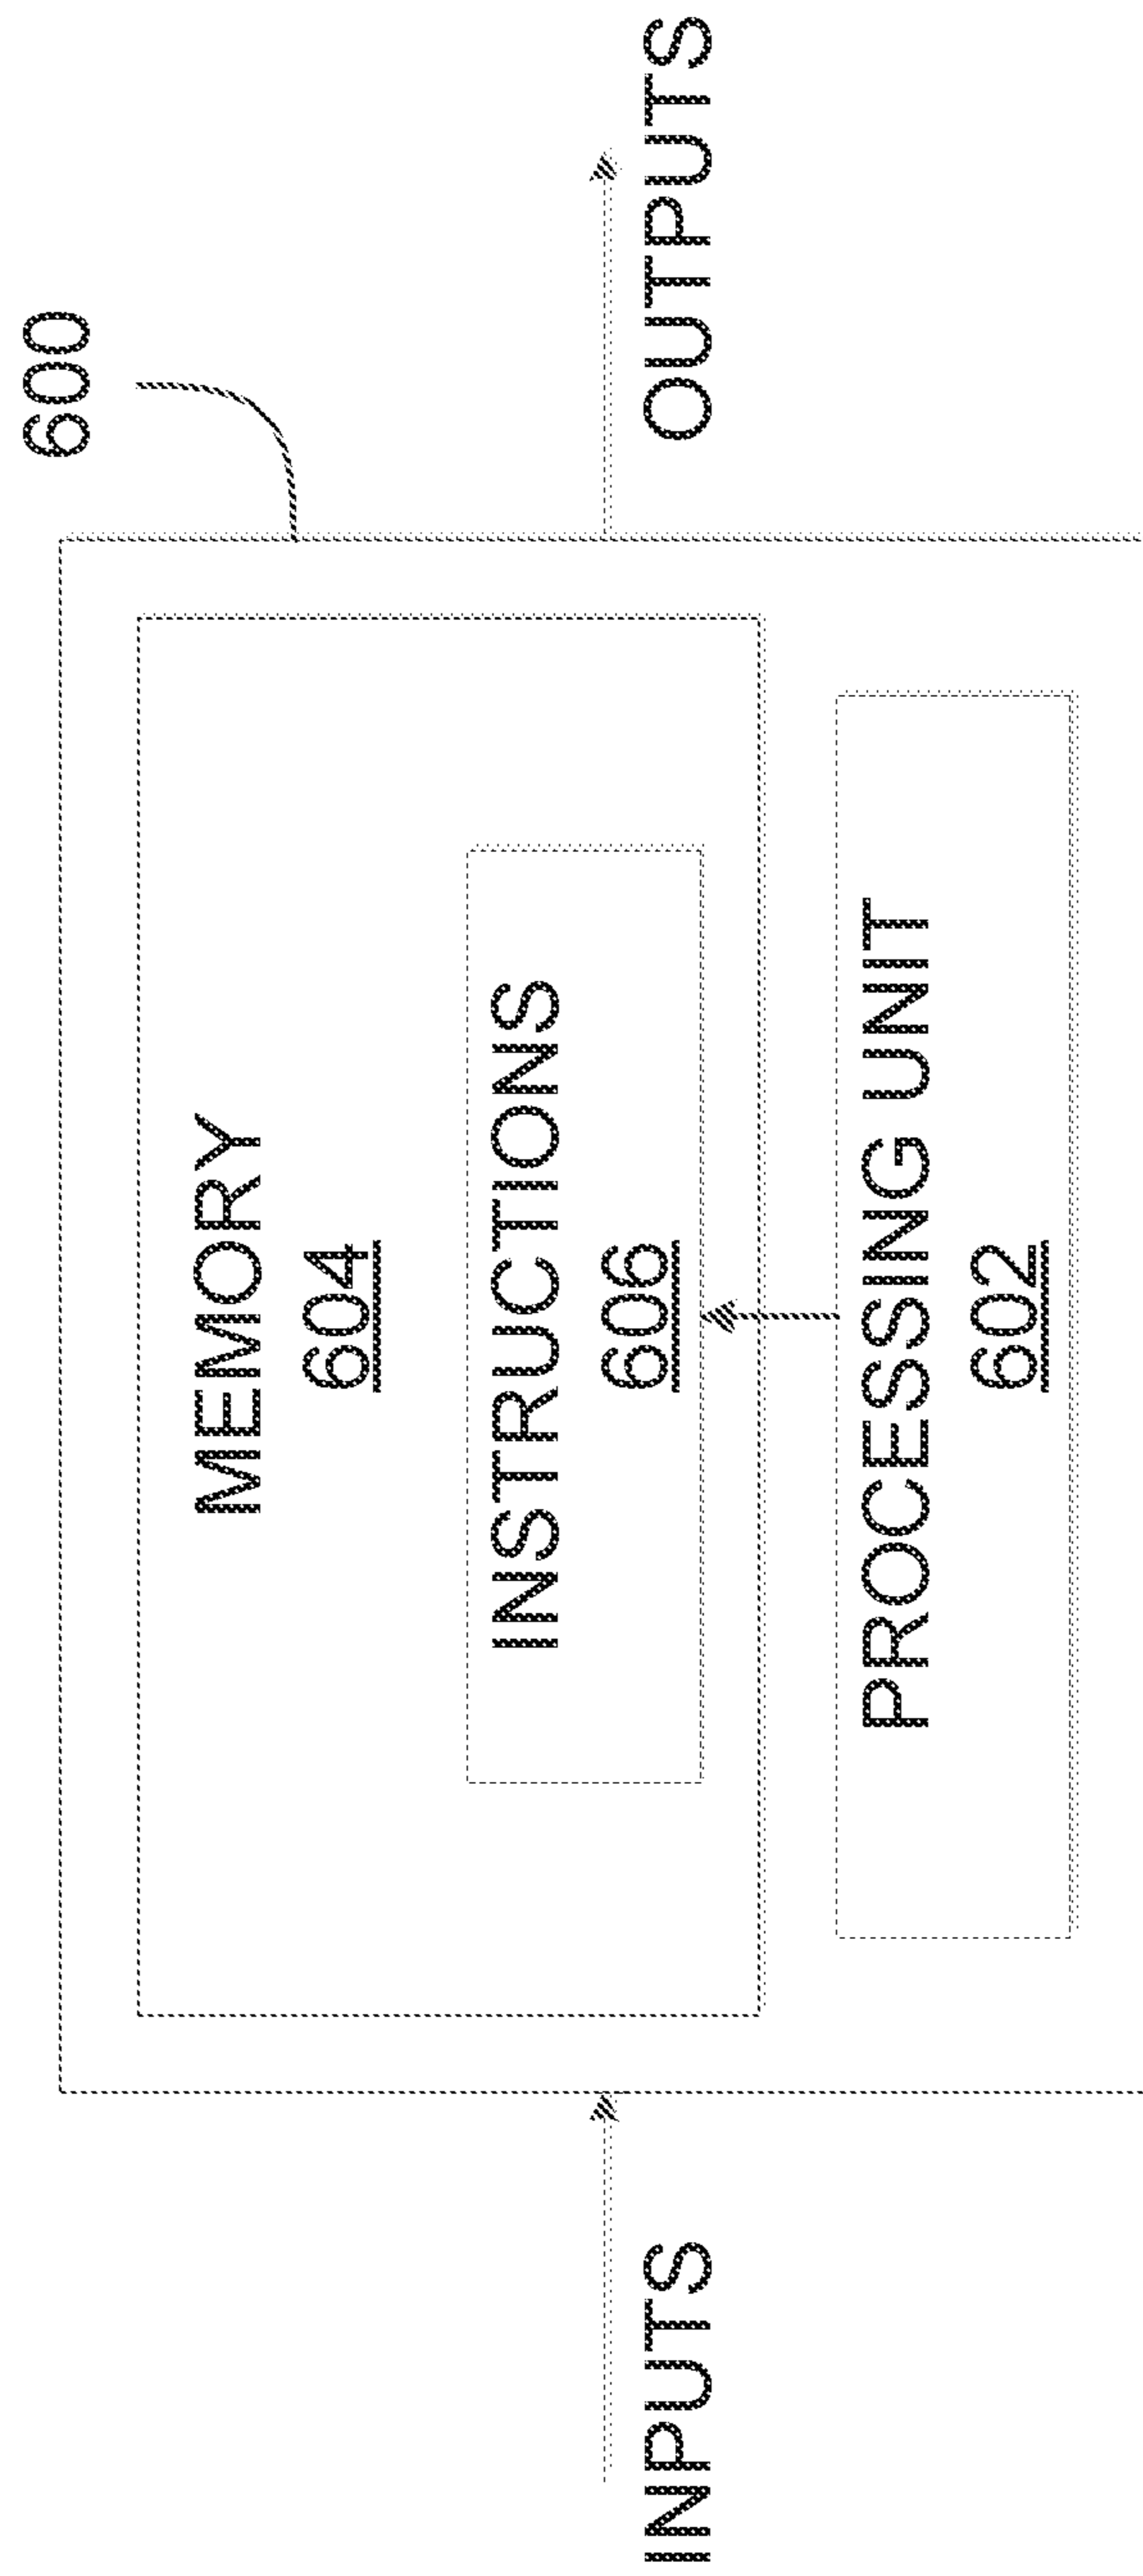 600
MEMORY
604
INSTRUCTIONS
606
INPUTS
OUTPUTS
PROCESSING UNIT
602